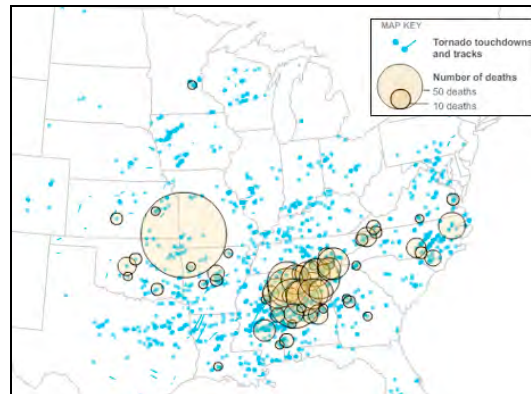 MAP KEY
Tornado touchdowns
and tracks
Number of deaths
50 deaths
10 deaths